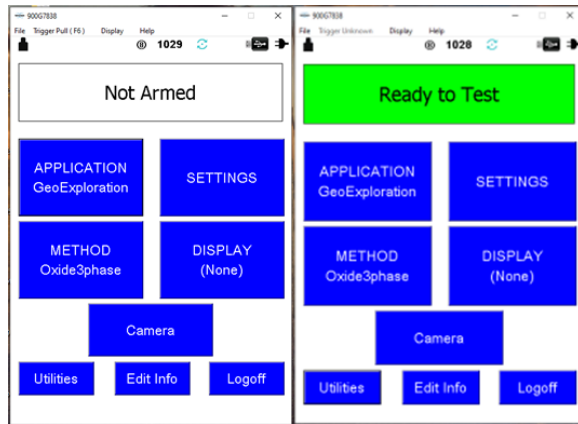 900G7838
File Trigger Pull ( F6 ) Display Help
1029
Not Armed
APPLICATION
GeoExploration
SETTINGS
METHOD
Oxide3phase
DISPLAY
(None)
Camera
Utilities
Edit Info
Logoff
900G7838
File Trigger Unknown Display Help
1028
Ready to Test
APPLICATION
GeoExploration
SETTINGS
METHOD
Oxide3phase
DISPLAY
(None)
Camera
Utilities
Edit Info
Logoff